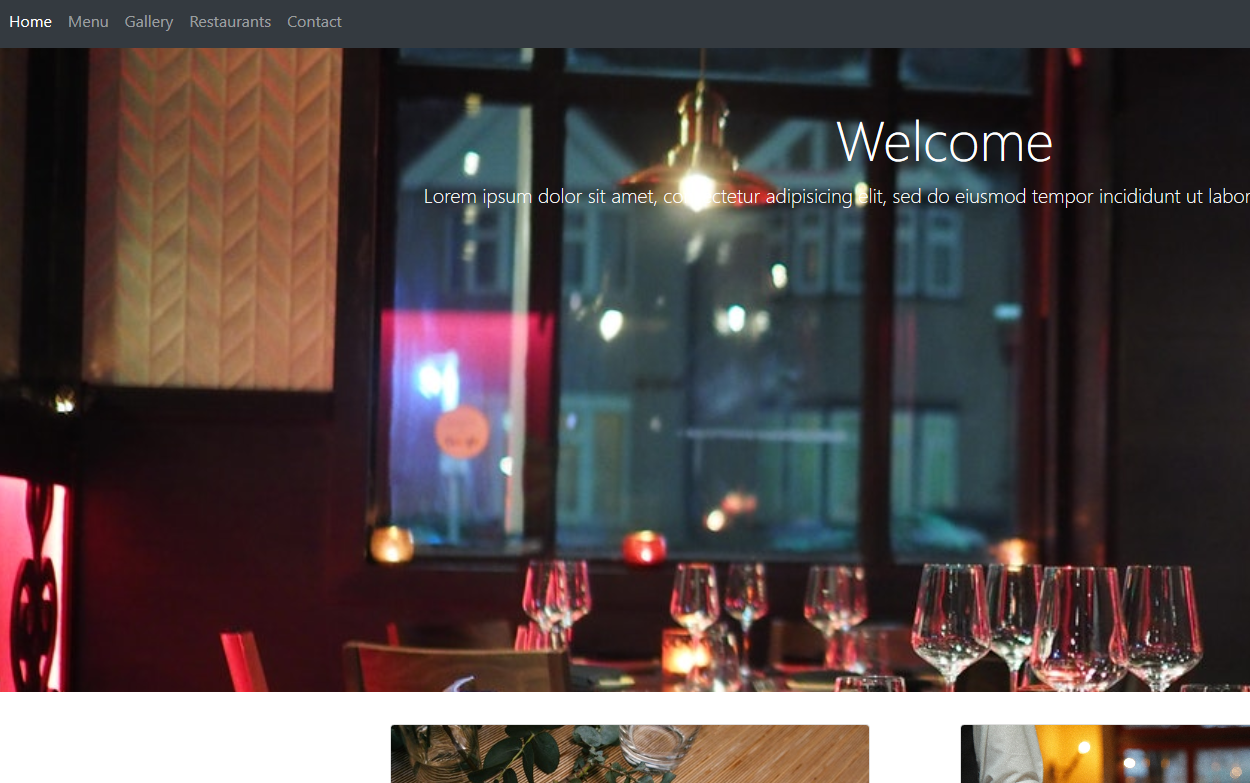 Home Menu Gallery Restaurants Contact
Welcome
Lorem ipsum dolor sit amet, consectetur adipisicing elit, sed do eiusmod tempor incididunt ut labor